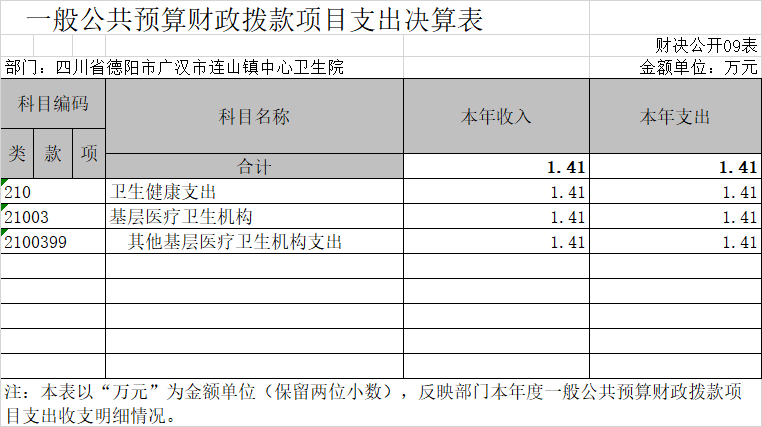 一般公共预算财政拨款项目支出决算表
财决公开09表
部门：四川省德阳市广汉市连山镇中心卫生院 金额单位：万元
科目编码 科目名称 本年收入 本年支出
类 款 项
合计 1.41 1.41
210 卫生健康支出 1.41 1.41
21003 基层医疗卫生机构 1.41 1.41
2100399 其他基层医疗卫生机构支出 1.41 1.41
注：本表以“万元”为金额单位（保留两位小数），反映部门本年度一般公共预算财政拨款项
目支出收支明细情况。